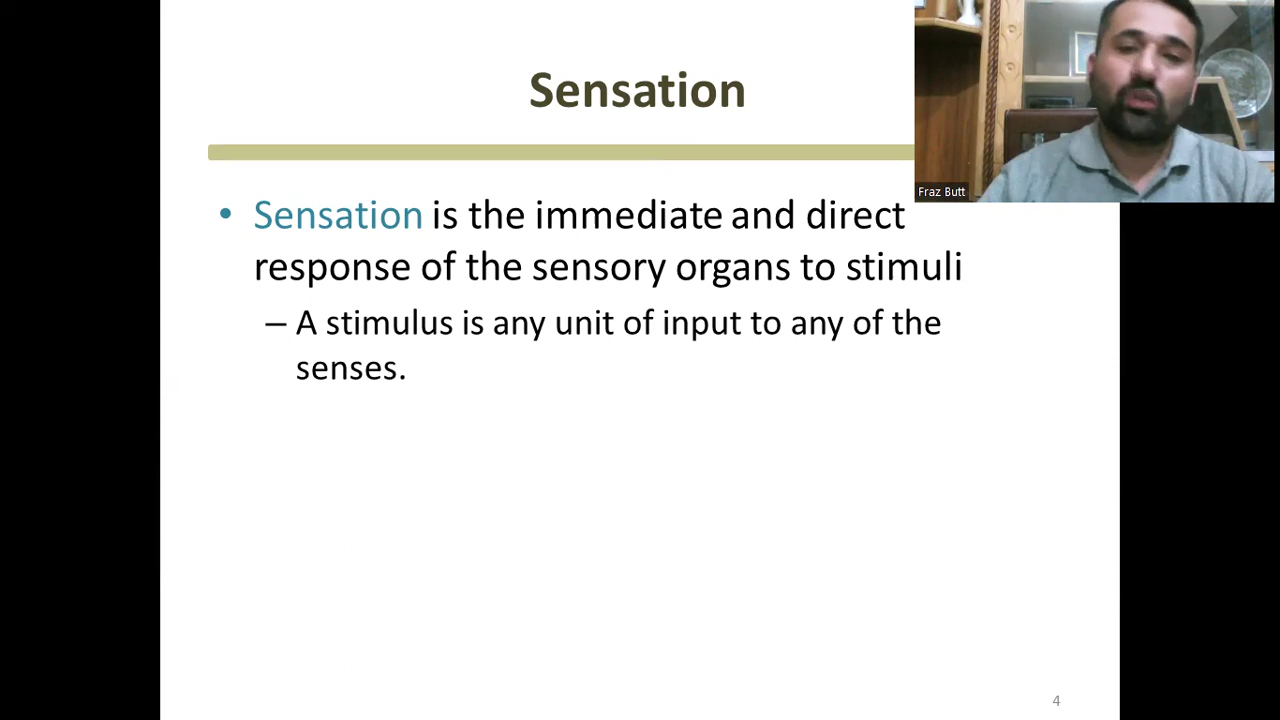 Sensation
Fraz Butt
• Sensation is the immediate and direct
response of the sensory organs to stimuli
– A stimulus is any unit of input to any of the
senses.
4